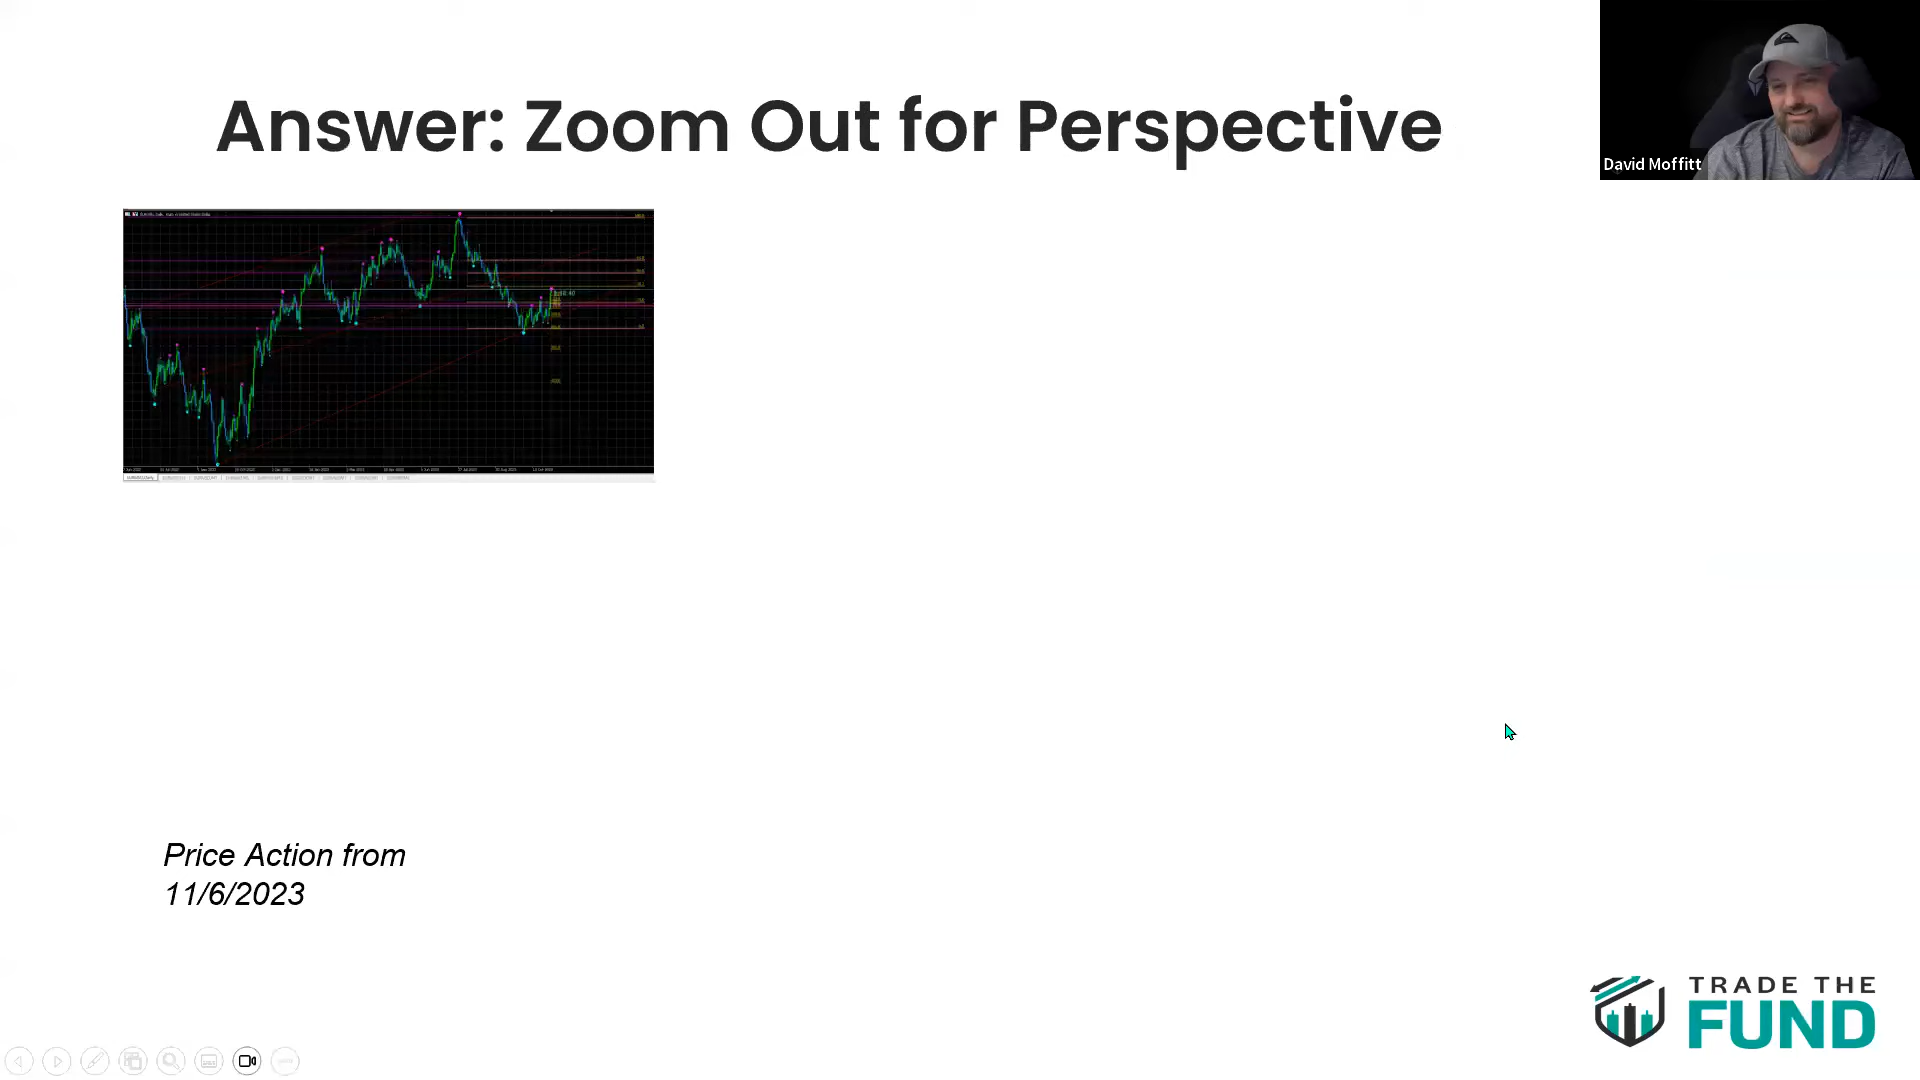 Answer: Zoom Out for Perspective
David Moffitt
Price Action from
11/6/2023
TRADE THE
FUND